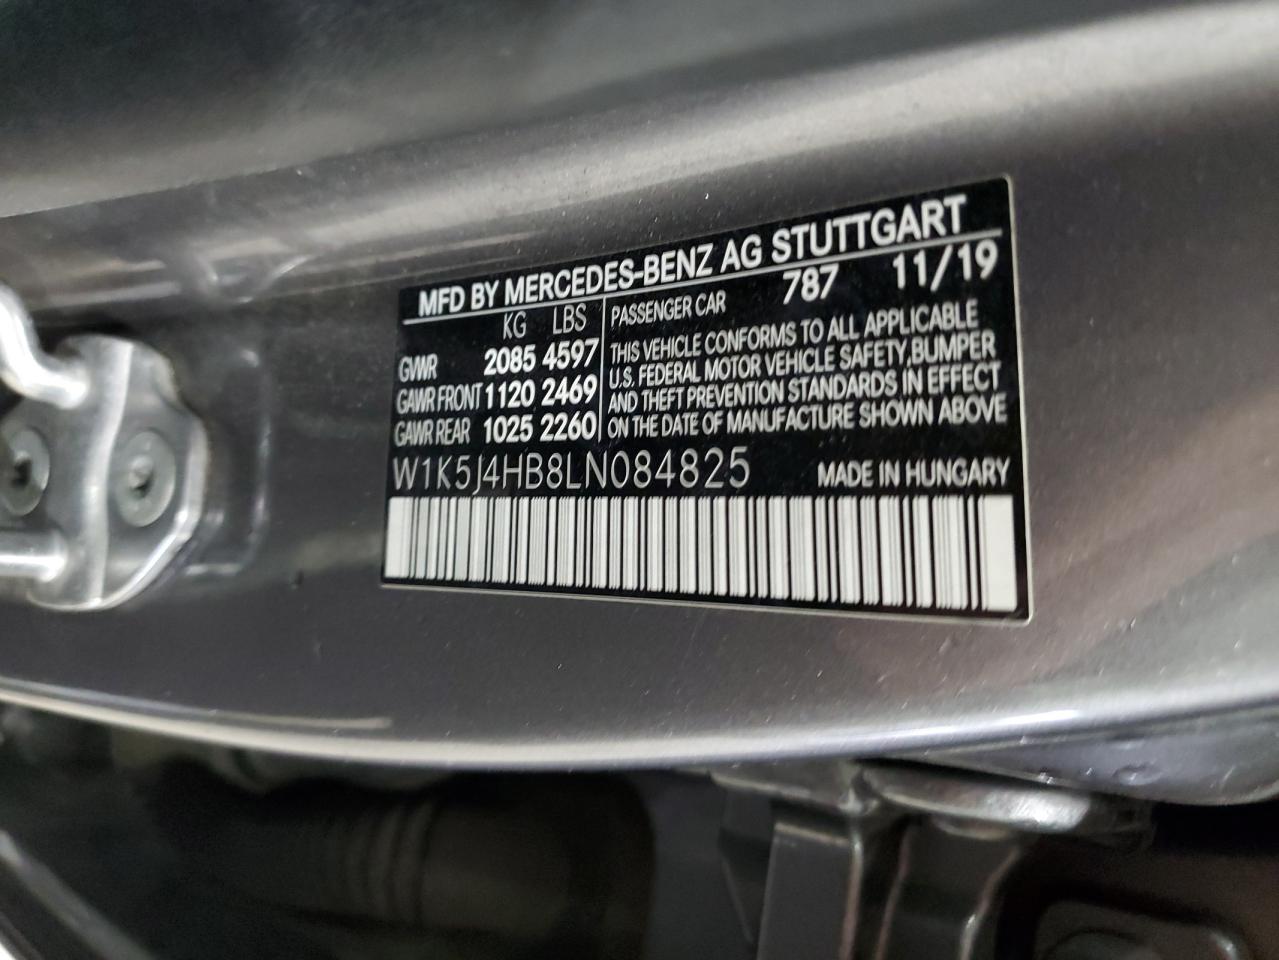 MFD BY MERCEDES-BENZ AG STUTTGART
KG LBS
GVWR 2085 4597
GAWR FRONT 1120 2469
GAWR REAR 1025 2260
PASSENGER CAR 787 11/19
THIS VEHICLE CONFORMS TO ALL APPLICABLE
U.S. FEDERAL MOTOR VEHICLE SAFETY,BUMPER
AND THEFT PREVENTION STANDARDS IN EFFECT
ON THE DATE OF MANUFACTURE SHOWN ABOVE
W1K5J4HB8LN084825 MADE IN HUNGARY